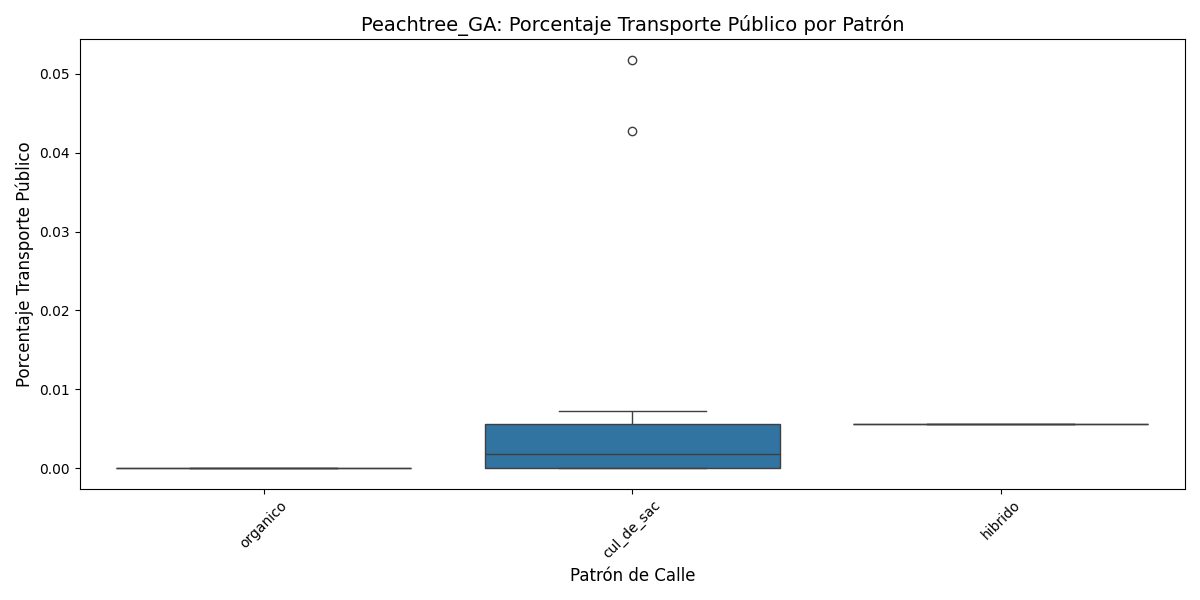 Peachtree_GA: Porcentaje Transporte Público por Patrón
Porcentaje Transporte Público
0.05
0.04
0.03
0.02
0.01
0.00
organico
cul_de_sac
hibrido
Patrón de Calle